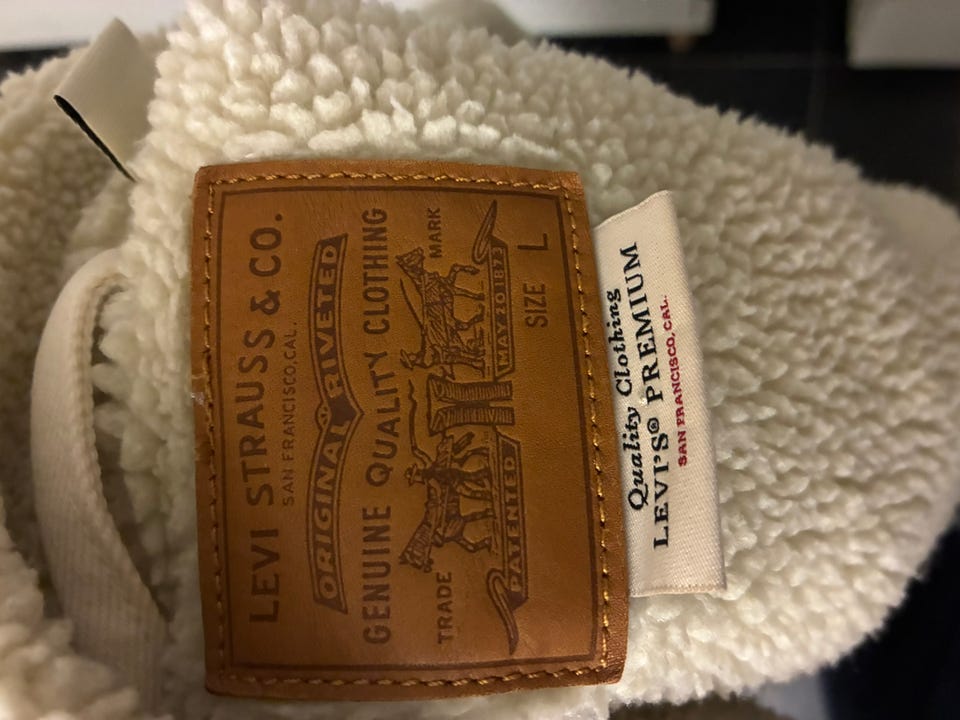 LEVI STRAUSS & CO.
SAN FRANCISCO, CAL.
ORIGINAL RIVETED
GENUINE QUALITY CLOTHING
TRADE MARK
PATENTED MAY 20 1873
SIZE L
Quality Clothing
LEVI'S® PREMIUM
SAN FRANCISCO, CAL.